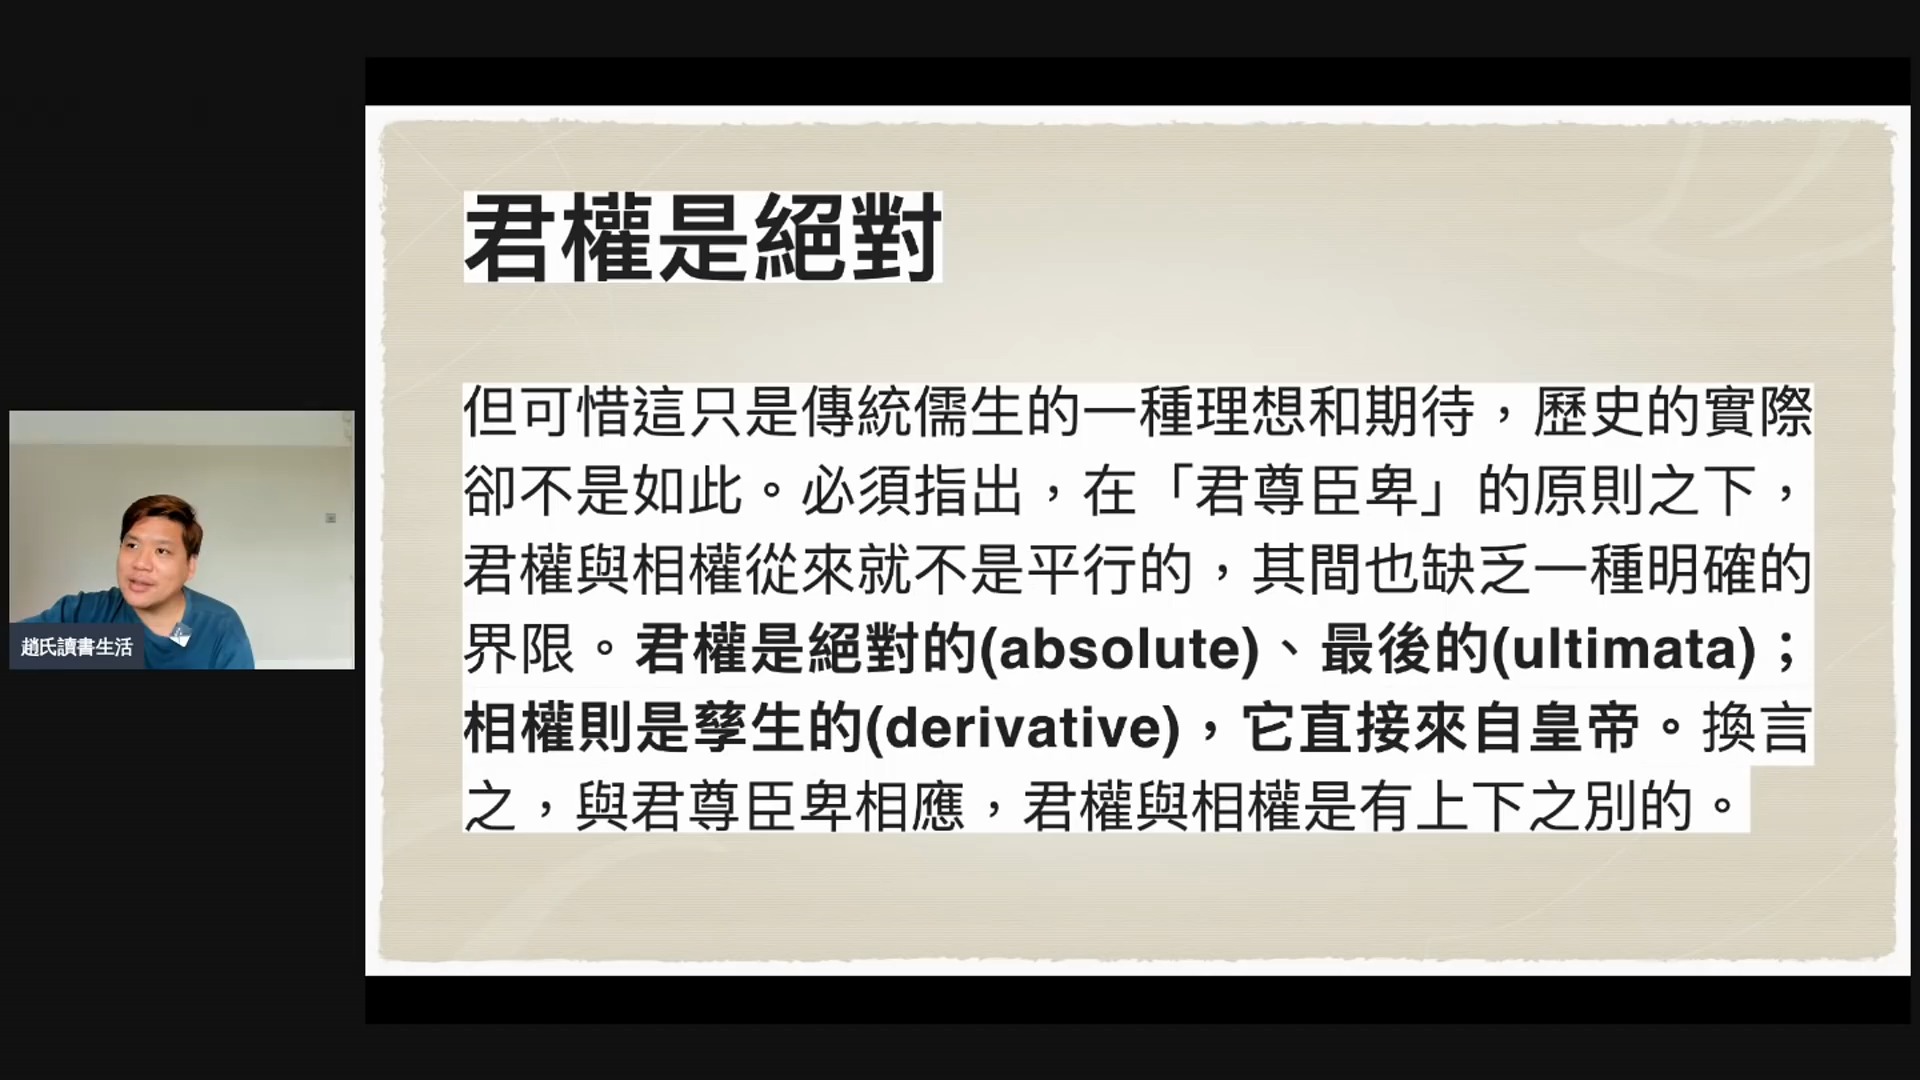 君權是絕對
但可惜這只是傳統儒生的一種理想和期待，歷史的實際
卻不是如此。必須指出，在「君尊臣卑」的原則之下，
君權與相權從來就不是平行的，其間也缺乏一種明確的
界限。君權是絕對的(absolute)、最後的(ultimata)；
相權則是孳生的(derivative)，它直接來自皇帝。換言
之，與君尊臣卑相應，君權與相權是有上下之別的。
趙氏讀書生活